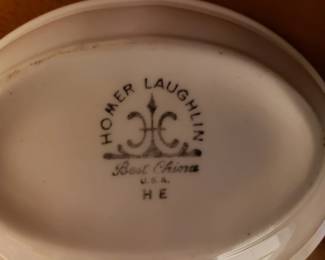 HOMER LAUGHLIN
Best China
U.S.A.
H E